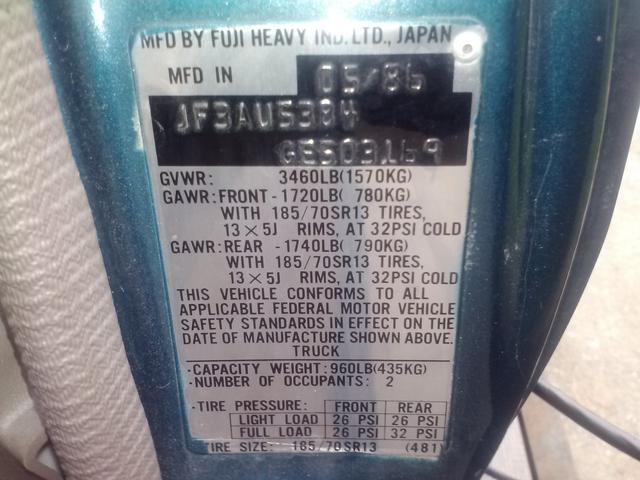 MFD BY FUJI HEAVY IND. LTD., JAPAN
MFD IN 05/86
JF3AU53B4
GE503169
GVWR: 3460LB(1570KG)
GAWR:FRONT-1720LB( 780KG)
WITH 185/70SR13 TIRES,
13×5J RIMS, AT 32PSI COLD
GAWR:REAR -1740LB( 790KG)
WITH 185/70SR13 TIRES,
13×5J RIMS, AT 32PSI COLD
THIS VEHICLE CONFORMS TO ALL
APPLICABLE FEDERAL MOTOR VEHICLE
SAFETY STANDARDS IN EFFECT ON THE
DATE OF MANUFACTURE SHOWN ABOVE.
TRUCK
·CAPACITY WEIGHT:960LB(435KG)
·NUMBER OF OCCUPANTS: 2
·TIRE PRESSURE: FRONT REAR
LIGHT LOAD 26 PSI 26 PSI
FULL LOAD 26 PSI 32 PSI
TIRE SIZE: 185/70SR13 (481)